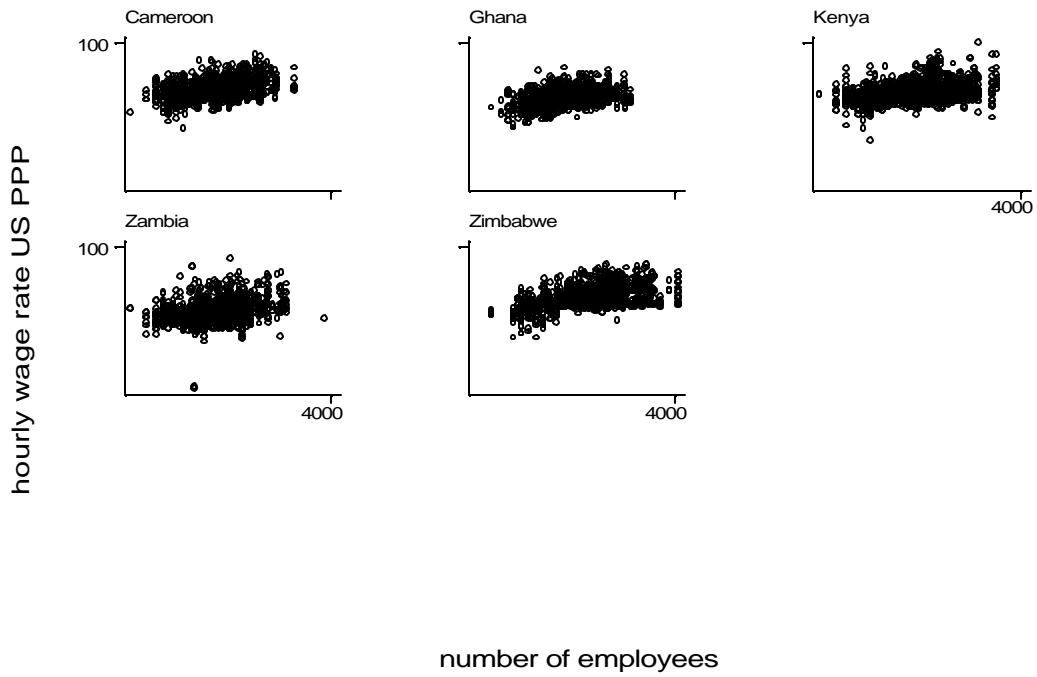 Cameroon
Ghana
Kenya
100
4000
Zambia
Zimbabwe
100
4000
4000
hourly wage rate US PPP
number of employees